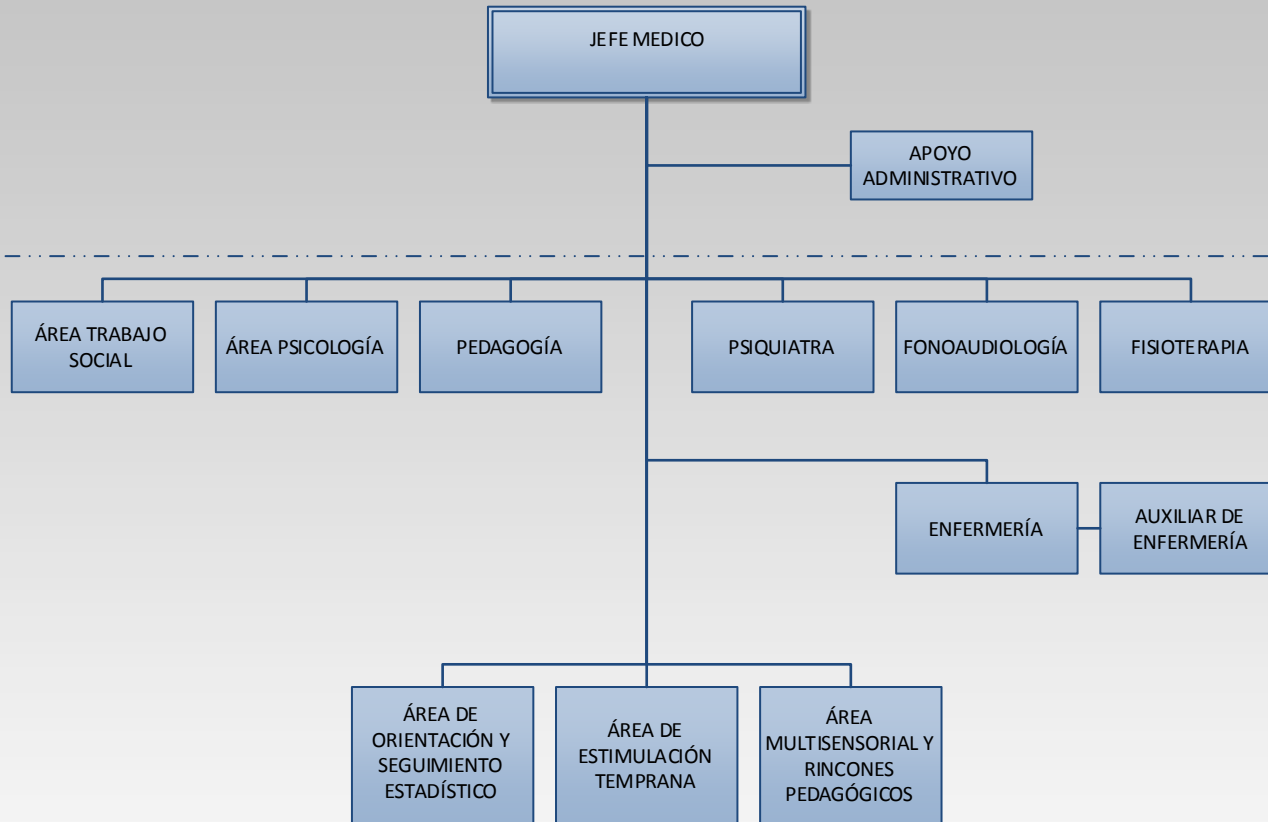 JEFE MEDICO
APOYO
ADMINISTRATIVO
ÁREA TRABAJO
SOCIAL
ÁREA PSICOLOGÍA
PEDAGOGÍA
PSIQUIATRA
FONOAUDIOLOGÍA
FISIOTERAPIA
ENFERMERÍA
AUXILIAR DE
ENFERMERÍA
ÁREA DE
ORIENTACIÓN Y
SEGUIMIENTO
ESTADÍSTICO
ÁREA DE
ESTIMULACIÓN
TEMPRANA
ÁREA
MULTISENSORIAL Y
RINCONES
PEDAGÓGICOS